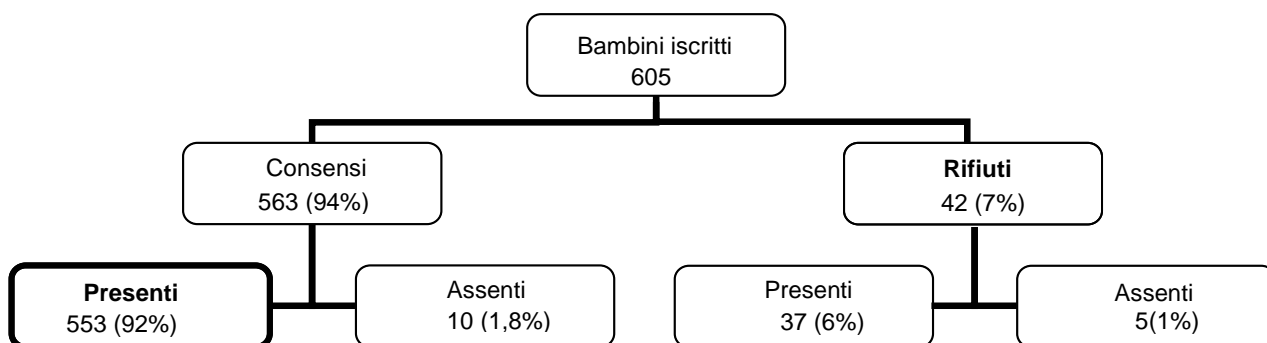 Bambini iscritti
605
Consensi
563 (94%)
Rifiuti
42 (7%)
Presenti
553 (92%)
Assenti
10 (1,8%)
Presenti
37 (6%)
Assenti
5(1%)